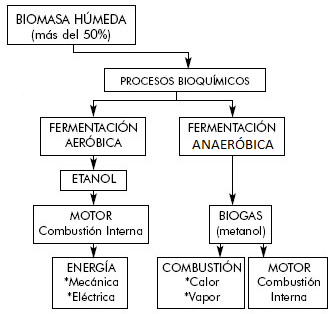 BIOMASA HÚMEDA
(más del 50%)
PROCESOS BIOQUÍMICOS
FERMENTACIÓN
AERÓBICA
FERMENTACIÓN
ANAERÓBICA
ETANOL
MOTOR
Combustión Interna
BIOGAS
(metanol)
ENERGÍA
*Mecánica
*Eléctrica
COMBUSTIÓN
*Calor
*Vapor
MOTOR
Combustión
Interna